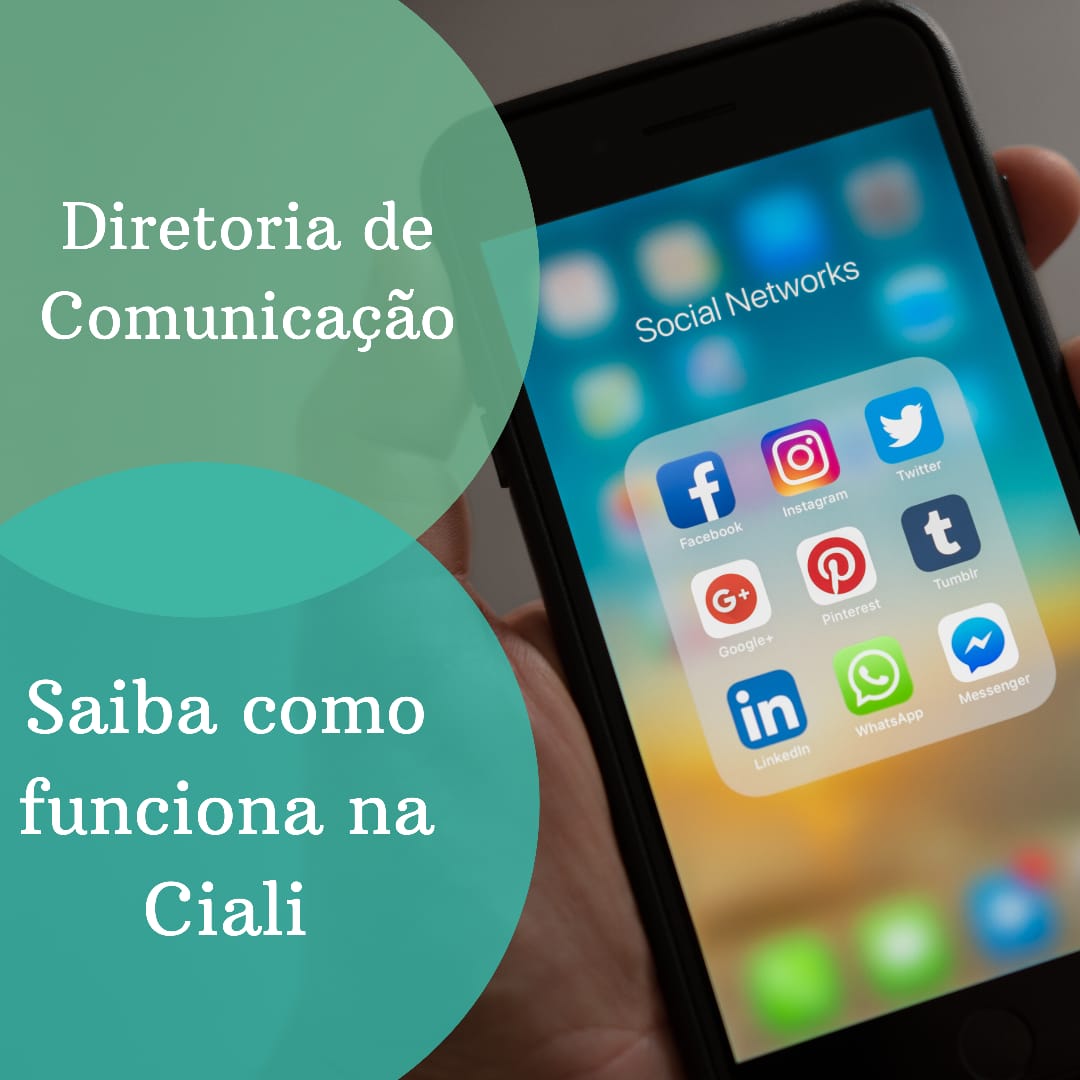 Diretoria de
Comunicação
Saiba como
funciona na
Ciali
Social Networks
f
Facebook
Instagram
Twitter
G+
Google+
Pinterest
t
Tumblr
in
LinkedIn
WhatsApp
Messenger